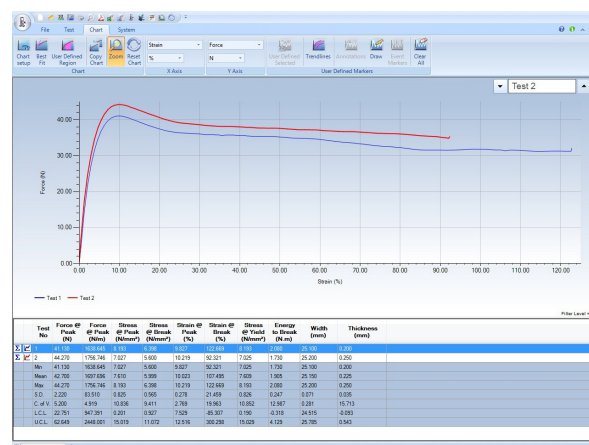 File Test Chart System
Strain Force
Chart setup Best Fit User Defined Region Copy Chart Zoom Reset Chart % N User Defined Selected Trendlines Annotations Draw Event Markers Clear All
Chart X Axis Y Axis User Defined Markers
Test 2
40.00
30.00
20.00
10.00
0.00
Force (N)
0.00 10.00 20.00 30.00 40.00 50.00 60.00 70.00 80.00 90.00 100.00 110.00 120.00
Strain (%)
Test 1 Test 2
Filter Level
Test No Force @ Peak (N) Force @ Peak (N/m) Stress @ Peak (N/mm²) Stress @ Break (N/mm²) Strain @ Peak (%) Strain @ Break (%) Stress @ Yield (N/mm²) Energy to Break (N.m) Width (mm) Thickness (mm)
1 41.130 1638.645 8.193 6.398 9.827 122.669 8.193 2.080 25.100 0.200
2 44.270 1756.746 7.027 5.600 10.219 92.321 7.025 1.730 25.200 0.250
Min 41.130 1638.645 7.027 5.600 9.827 92.321 7.025 1.730 25.100 0.200
Mean 42.700 1697.696 7.610 5.999 10.023 107.495 7.609 1.905 25.150 0.225
Max 44.270 1756.746 8.193 6.398 10.219 122.669 8.193 2.080 25.200 0.250
S.D. 2.220 83.510 0.825 0.565 0.278 21.459 0.826 0.247 0.071 0.035
C. of V. 5.200 4.919 10.836 9.411 2.769 19.963 10.852 12.987 0.281 15.713
L.C.L. 22.751 947.391 0.201 0.927 7.529 -85.307 0.190 -0.318 24.515 -0.093
U.C.L. 62.649 2448.001 15.019 11.072 12.516 300.298 15.029 4.129 25.785 0.543